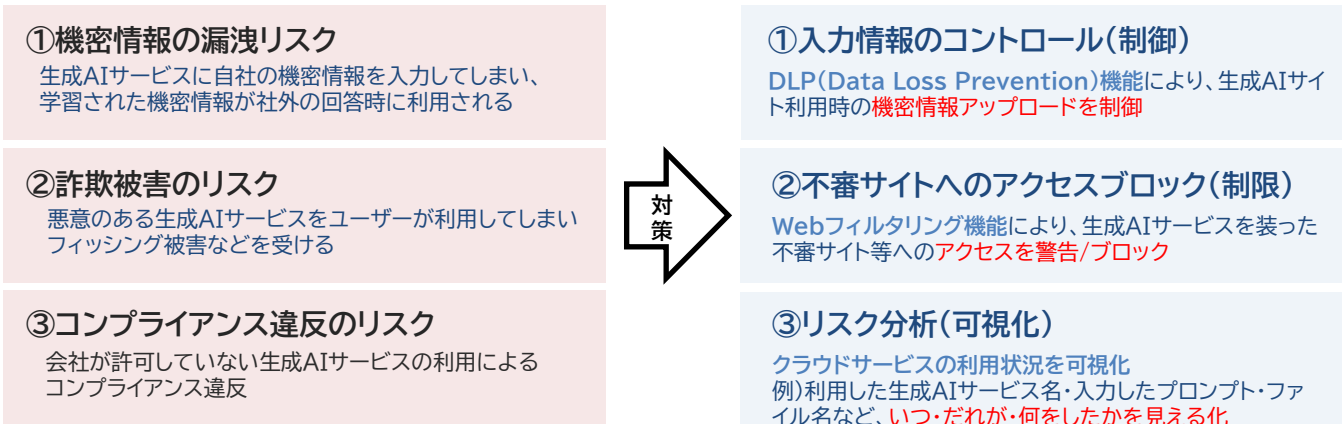 ①機密情報の漏洩リスク
生成AIサービスに自社の機密情報を入力してしまい、
学習された機密情報が社外の回答時に利用される
②詐欺被害のリスク
悪意のある生成AIサービスをユーザーが利用してしまい
フィッシング被害などを受ける
③コンプライアンス違反のリスク
会社が許可していない生成AIサービスの利用による
コンプライアンス違反
対
策
①入力情報のコントロール(制御)
DLP(Data Loss Prevention)機能により、生成AIサイ
ト利用時の機密情報アップロードを制御
②不審サイトへのアクセスブロック(制限)
Webフィルタリング機能により、生成AIサービスを装った
不審サイト等へのアクセスを警告/ブロック
③リスク分析(可視化)
クラウドサービスの利用状況を可視化
例)利用した生成AIサービス名・入力したプロンプト・ファ
イル名など、いつ・だれが・何をしたかを見える化